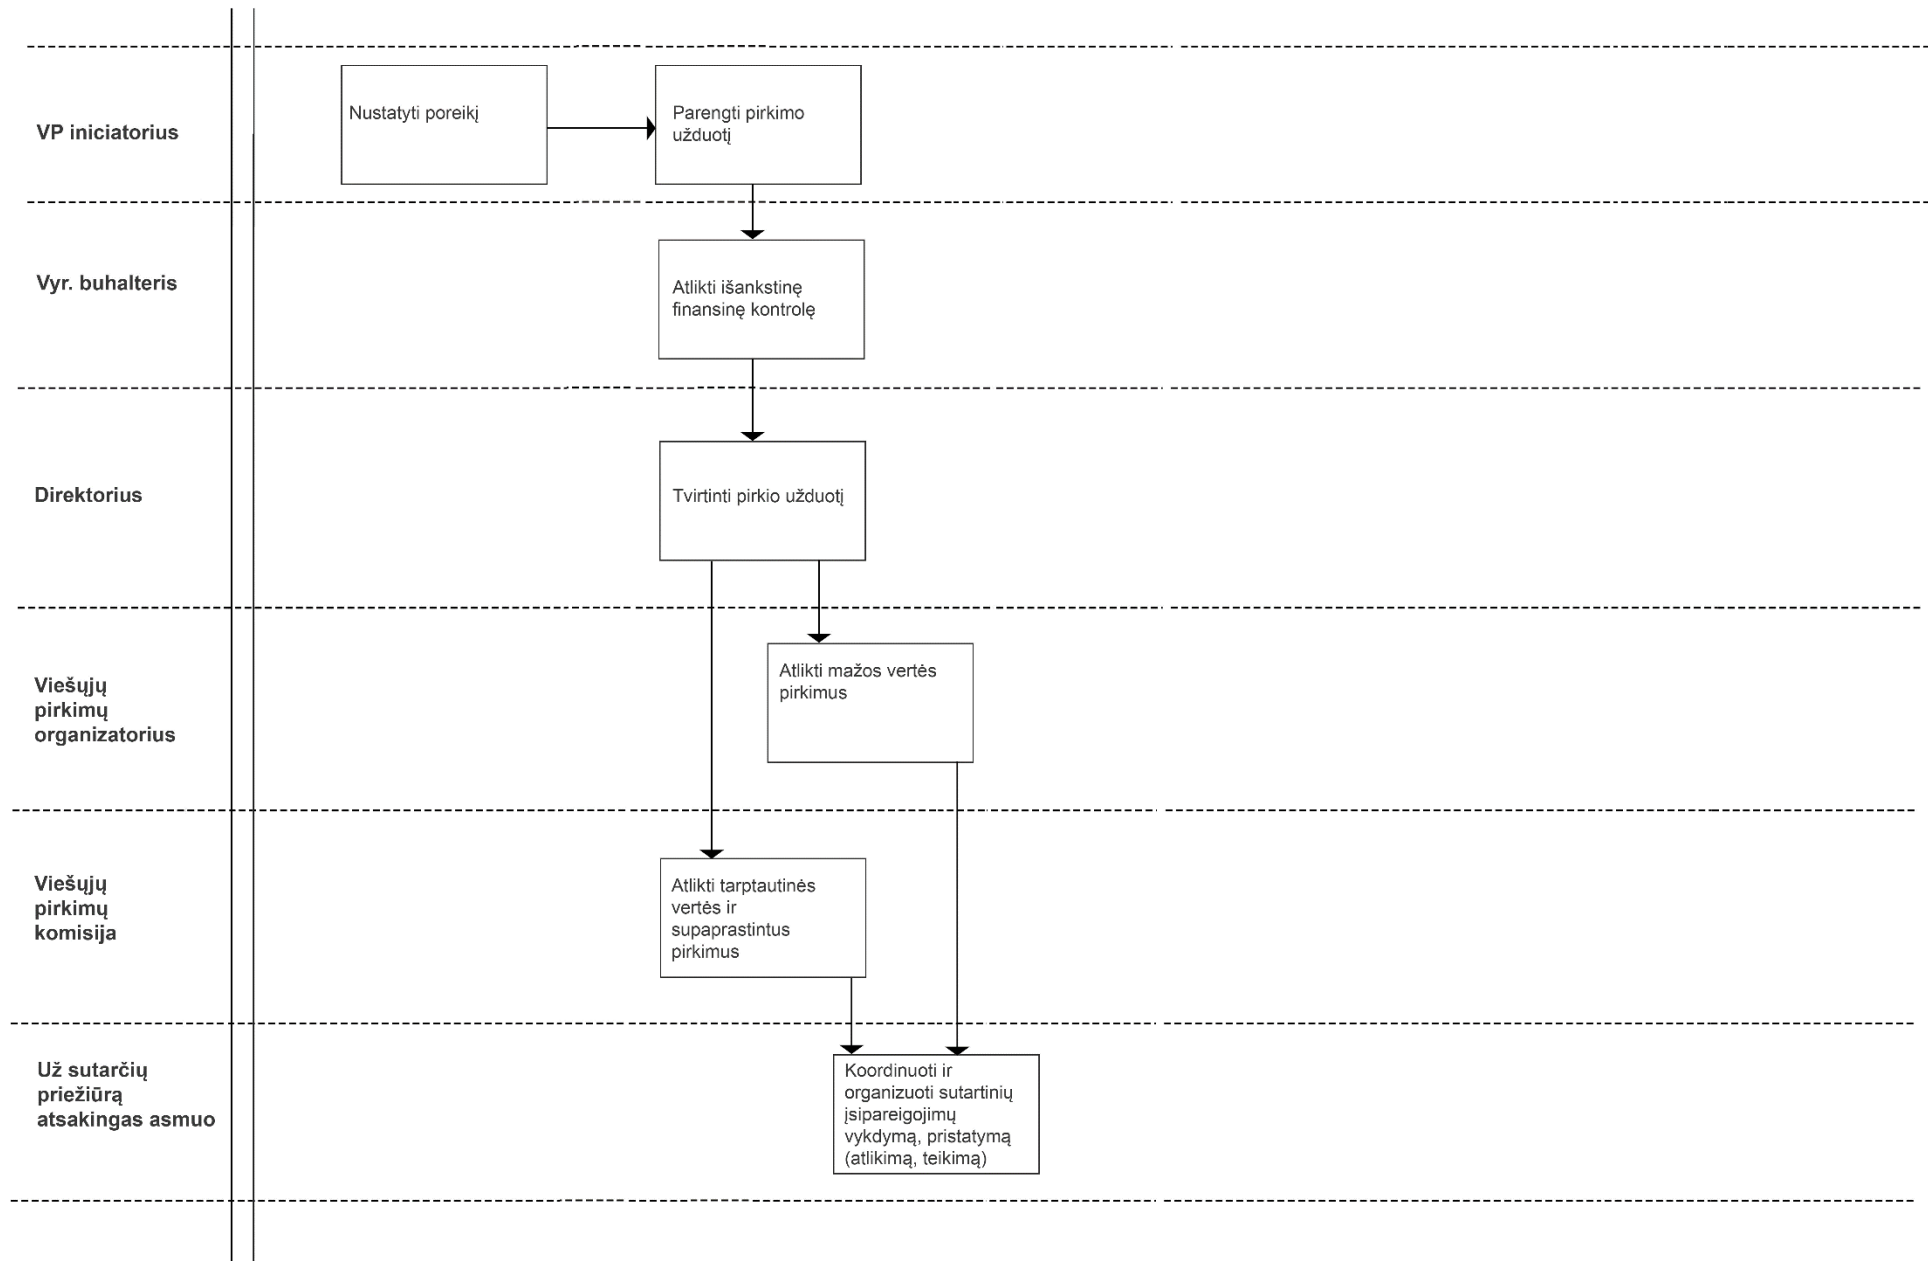 VP iniciatorius
Nustatyti poreikį
Parengti pirkimo
užduotį
Vyr. buhalteris
Atlikti išankstinę
finansinę kontrolę
Direktorius
Tvirtinti pirkio užduotį
Viešųjų
pirkimų
organizatorius
Atlikti mažos vertės
pirkimus
Viešųjų
pirkimų
komisija
Atlikti tarptautinės
vertės ir
supaprastintus
pirkimus
Už sutarčių
priežiūrą
atsakingas asmuo
Koordinuoti ir
organizuoti sutartinių
įsipareigojimų
vykdymą, pristatymą
(atlikimą, teikimą)